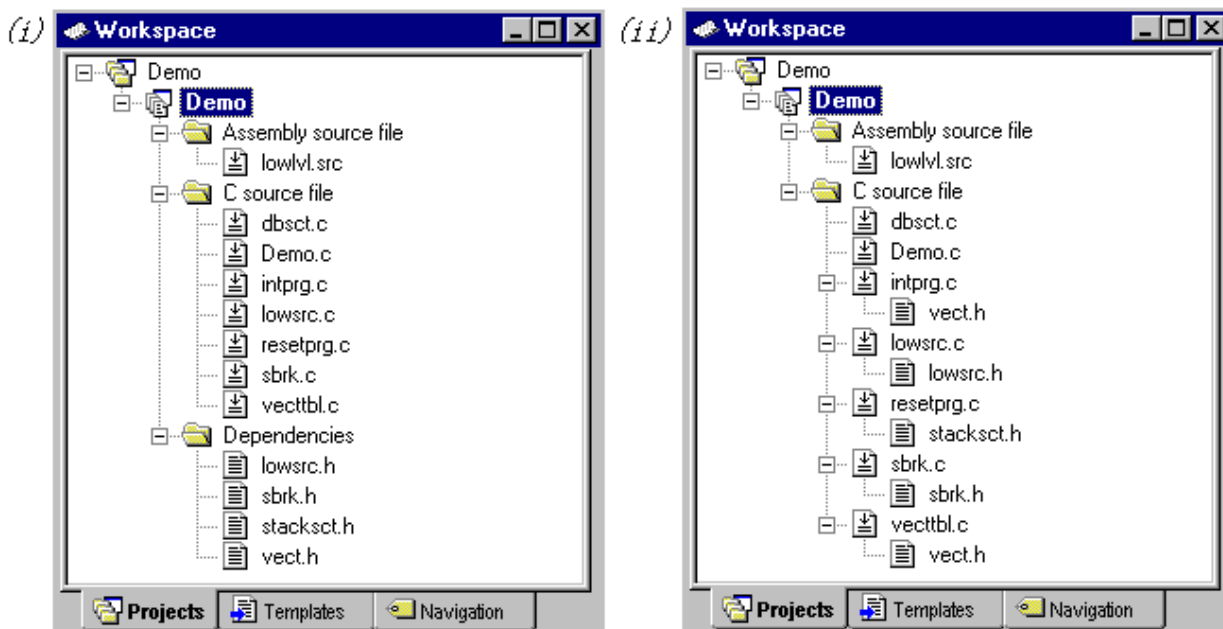 (i)
Workspace
Demo
Demo
Assembly source file
lowlvl.src
C source file
dbsct.c
Demo.c
intprg.c
lowsrc.c
resetprg.c
sbrk.c
vecttbl.c
Dependencies
lowsrc.h
sbrk.h
stacksct.h
vect.h
Projects
Templates
Navigation
(ii)
Workspace
Demo
Demo
Assembly source file
lowlvl.src
C source file
dbsct.c
Demo.c
intprg.c
vect.h
lowsrc.c
lowsrc.h
resetprg.c
stacksct.h
sbrk.c
sbrk.h
vecttbl.c
vect.h
Projects
Templates
Navigation